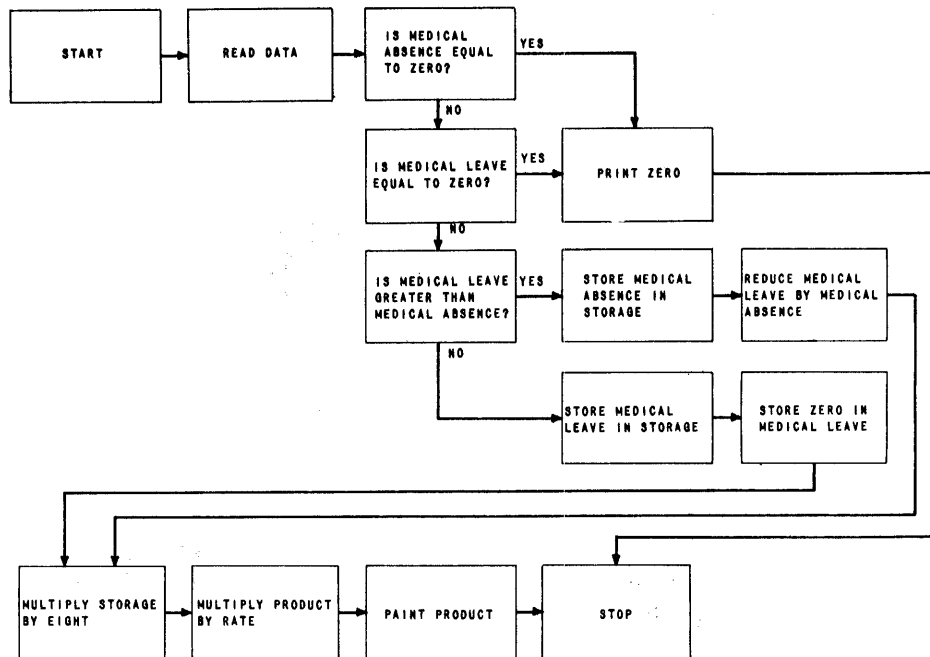 START
READ DATA
IS MEDICAL
ABSENCE EQUAL
TO ZERO?
YES
NO
IS MEDICAL LEAVE
EQUAL TO ZERO?
YES
PRINT ZERO
NO
IS MEDICAL LEAVE
GREATER THAN
MEDICAL ABSENCE?
YES
STORE MEDICAL
ABSENCE IN
STORAGE
REDUCE MEDICAL
LEAVE BY MEDICAL
ABSENCE
NO
STORE MEDICAL
LEAVE IN STORAGE
STORE ZERO IN
MEDICAL LEAVE
MULTIPLY STORAGE
BY EIGHT
MULTIPLY PRODUCT
BY RATE
PAINT PRODUCT
STOP